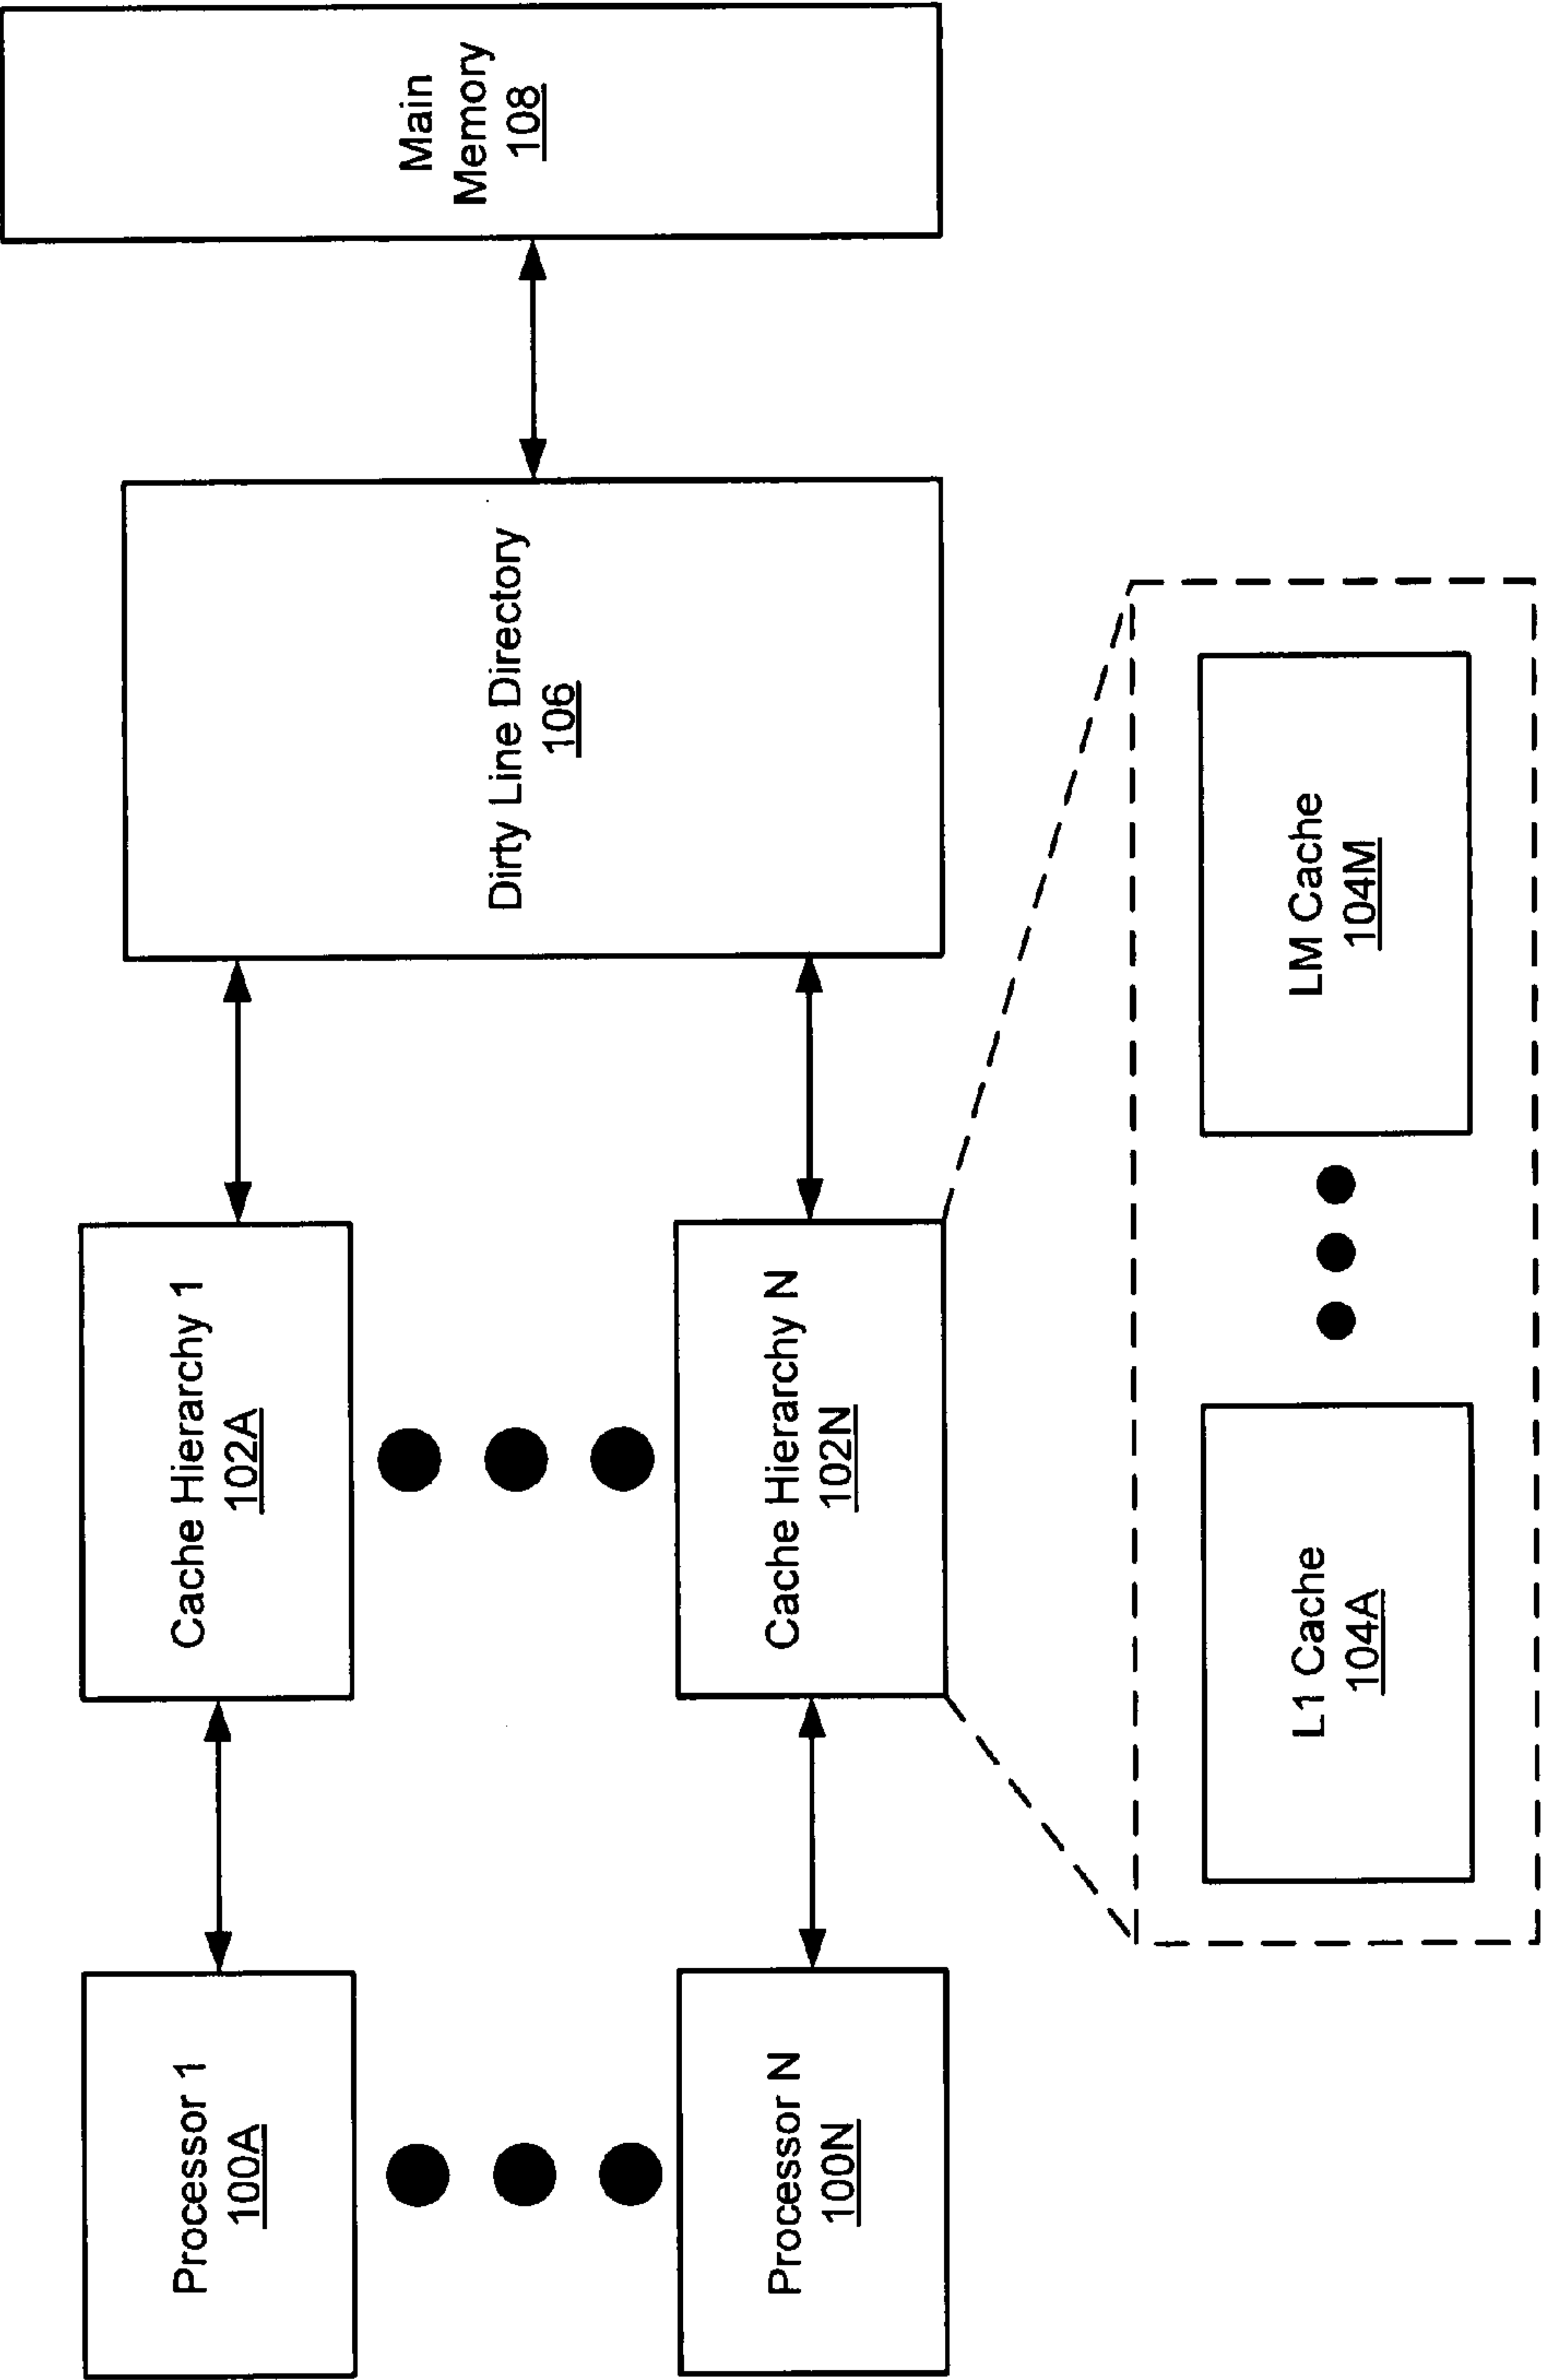 Processor 1
100A
Cache Hierarchy 1
102A
Dirty Line Directory
106
Main
Memory
108
Processor N
100N
Cache Hierarchy N
102N
L1 Cache
104A
LM Cache
104M